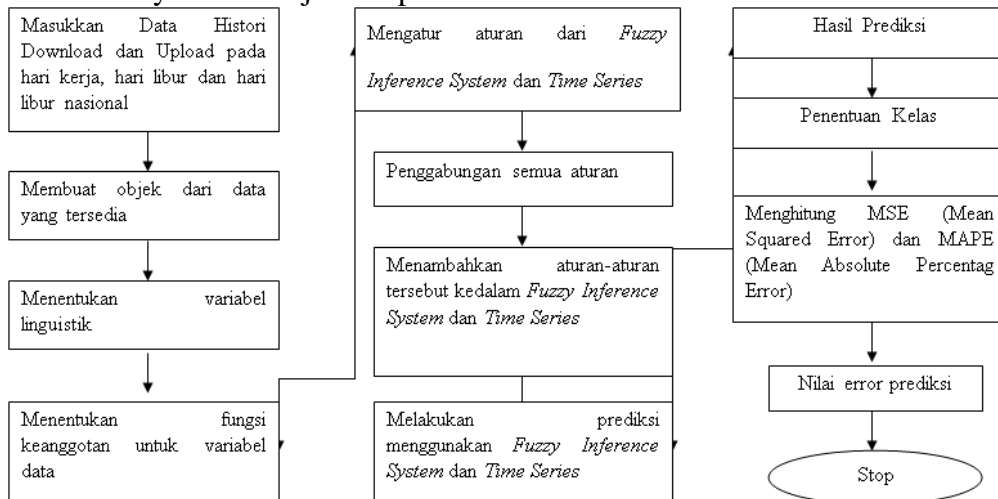 Masukkan Data Histori
Download dan Upload pada
hari kerja, hari libur dan hari
libur nasional
Membuat objek dari data
yang tersedia
Menentukan variabel
linguistik
Menentukan fungsi
keanggotan untuk variabel
data
Mengatur aturan dari Fuzzy
Inference System dan Time Series
Penggabungan semua aturan
Menambahkan aturan-aturan
tersebut kedalam Fuzzy Inference
System dan Time Series
Melakukan prediksi
menggunakan Fuzzy Inference
System dan Time Series
Hasil Prediksi
Penentuan Kelas
Menghitung MSE (Mean
Squared Error) dan MAPE
(Mean Absolute Percentag
Error)
Nilai error prediksi
Stop